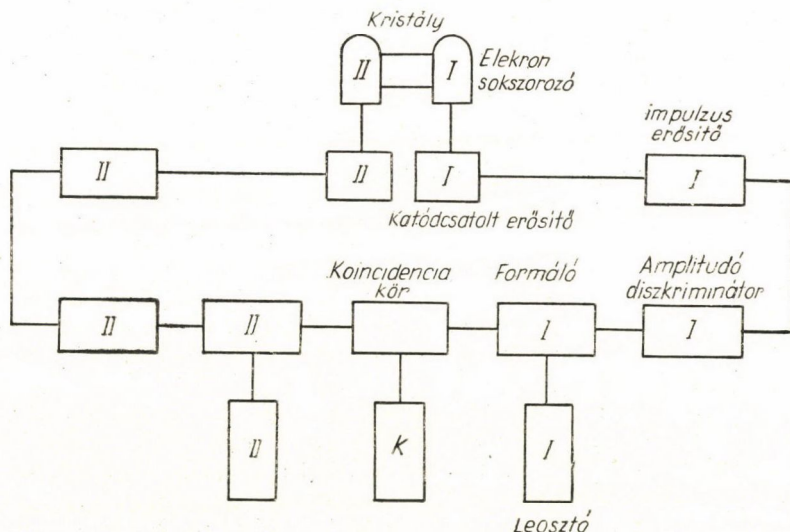 Kristály
II
I
Elekron
sokszorozó
impulzus
erősítő
II
II
I
I
Katódcsatolt erősítő
Koincidencia
kör
Formáló
Amplitudó
diszkriminátor
II
II
I
I
II
K
I
Leosztó